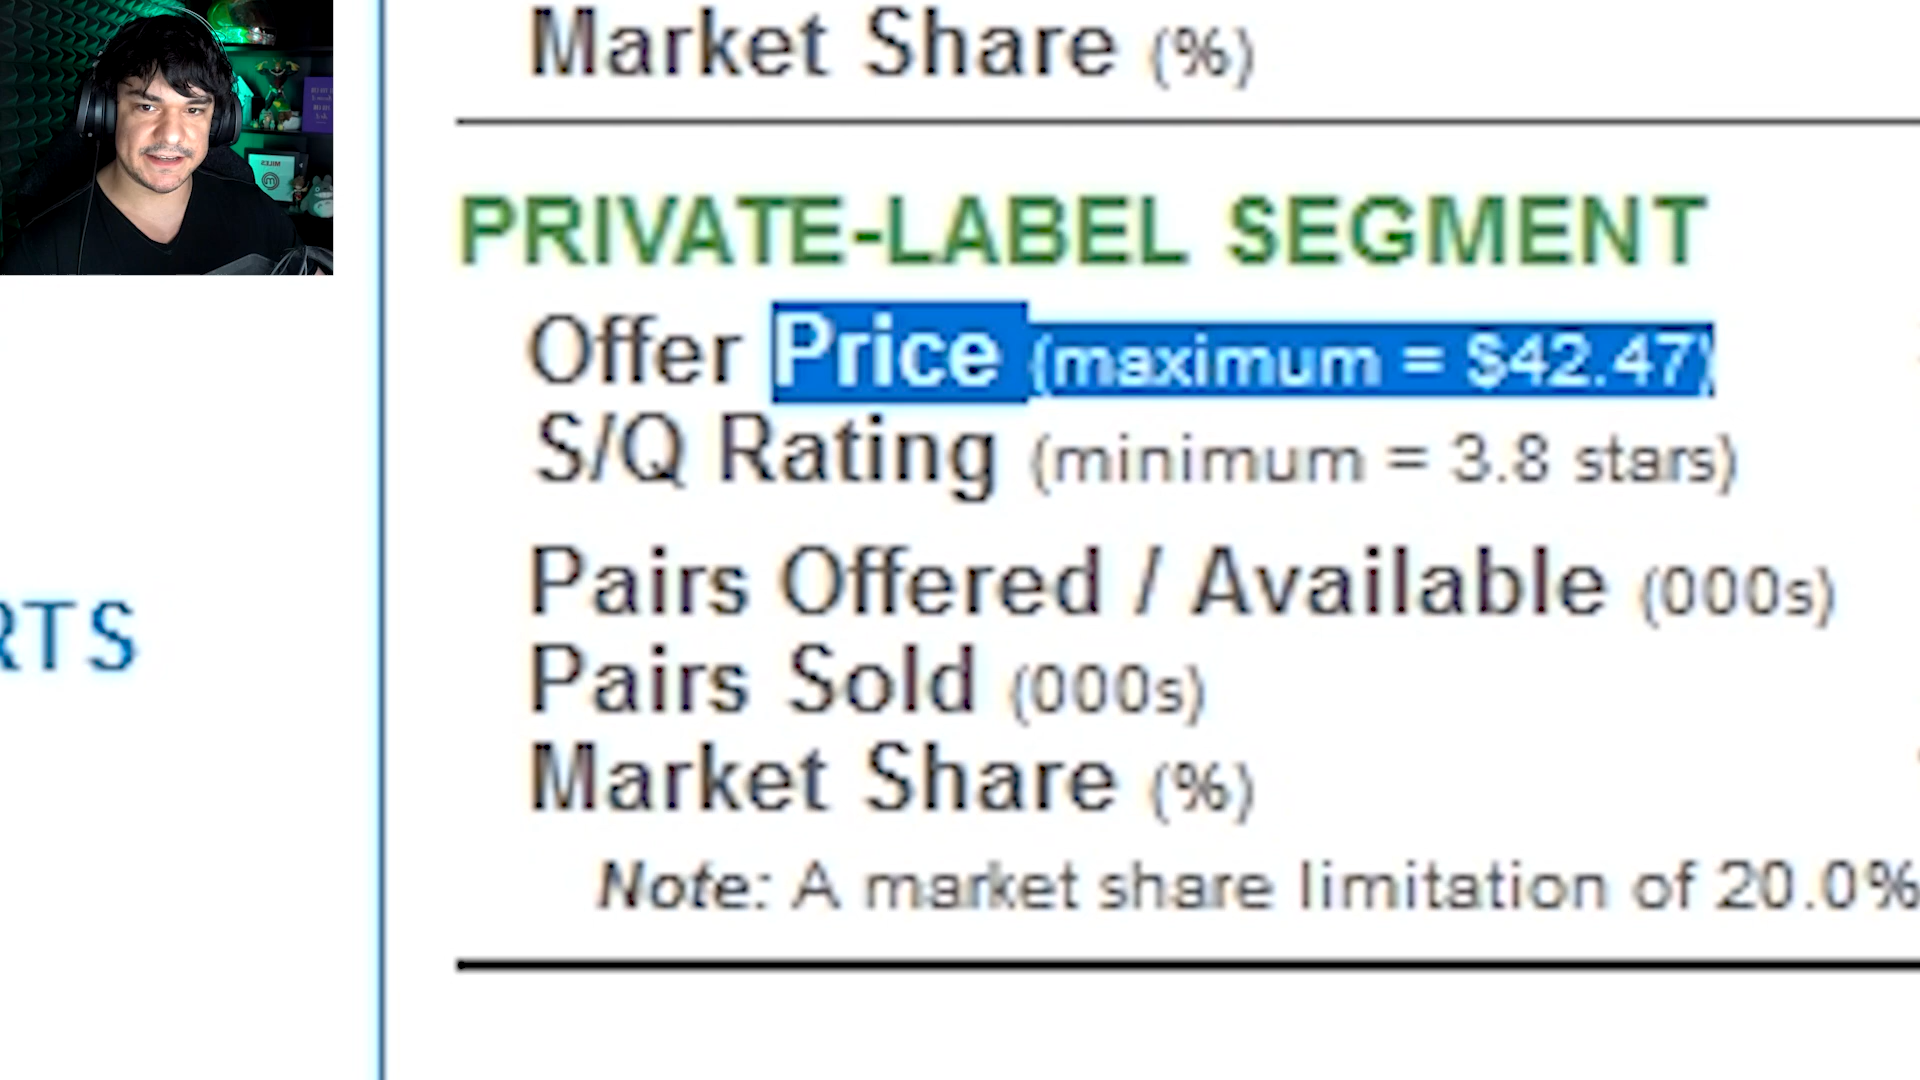 Market Share (%)
PRIVATE-LABEL SEGMENT
Offer Price (maximum = $42.47)
S/Q Rating (minimum = 3.8 stars)
Pairs Offered / Available (000s)
Pairs Sold (000s)
Market Share (%)
Note: A market share limitation of 20.0%
RTS